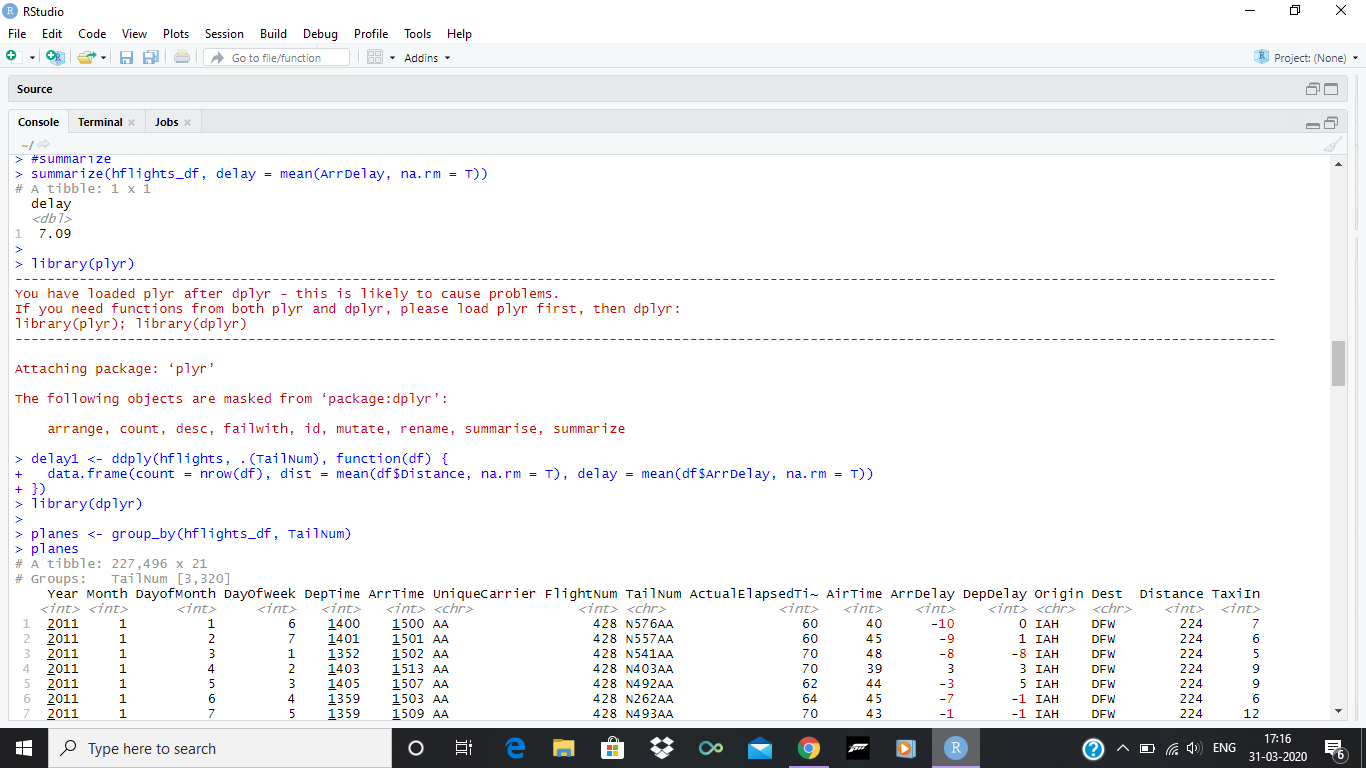 RStudio
File Edit Code View Plots Session Build Debug Profile Tools Help
Go to file/function Addins Project: (None)
Source
Console Terminal Jobs
~/
> #summarize
> summarize(hflights_df, delay = mean(ArrDelay, na.rm = T))
# A tibble: 1 x 1
delay
<dbl>
1 7.09
>
> library(plyr)
------------------------------------------------------------------------------
You have loaded plyr after dplyr - this is likely to cause problems.
If you need functions from both plyr and dplyr, please load plyr first, then dplyr:
library(plyr); library(dplyr)
------------------------------------------------------------------------------
Attaching package: ‘plyr’
The following objects are masked from ‘package:dplyr’:
arrange, count, desc, failwith, id, mutate, rename, summarise, summarize
> delay1 <- ddply(hflights, .(TailNum), function(df) {
+ data.frame(count = nrow(df), dist = mean(df$Distance, na.rm = T), delay = mean(df$ArrDelay, na.rm = T))
+ })
> library(dplyr)
>
> planes <- group_by(hflights_df, TailNum)
> planes
# A tibble: 227,496 x 21
# Groups: TailNum [3,320]
Year Month DayofMonth DayOfWeek DepTime ArrTime UniqueCarrier FlightNum TailNum ActualElapsedTi~ AirTime ArrDelay DepDelay Origin Dest Distance TaxiIn
<int> <int> <int> <int> <int> <int> <chr> <int> <chr> <int> <int> <int> <int> <chr> <chr> <int> <int>
1 2011 1 1 6 1400 1500 AA 428 N576AA 60 40 -10 0 IAH DFW 224 7
2 2011 1 2 7 1401 1501 AA 428 N557AA 60 45 -9 1 IAH DFW 224 6
3 2011 1 3 1 1352 1502 AA 428 N541AA 70 48 -8 -8 IAH DFW 224 5
4 2011 1 4 2 1403 1513 AA 428 N403AA 70 39 3 3 IAH DFW 224 9
5 2011 1 5 3 1405 1507 AA 428 N492AA 62 44 -3 5 IAH DFW 224 9
6 2011 1 6 4 1359 1503 AA 428 N262AA 64 45 -7 -1 IAH DFW 224 6
7 2011 1 7 5 1359 1509 AA 428 N493AA 70 43 -1 -1 IAH DFW 224 12
Type here to search
ENG
17:16
31-03-2020
6